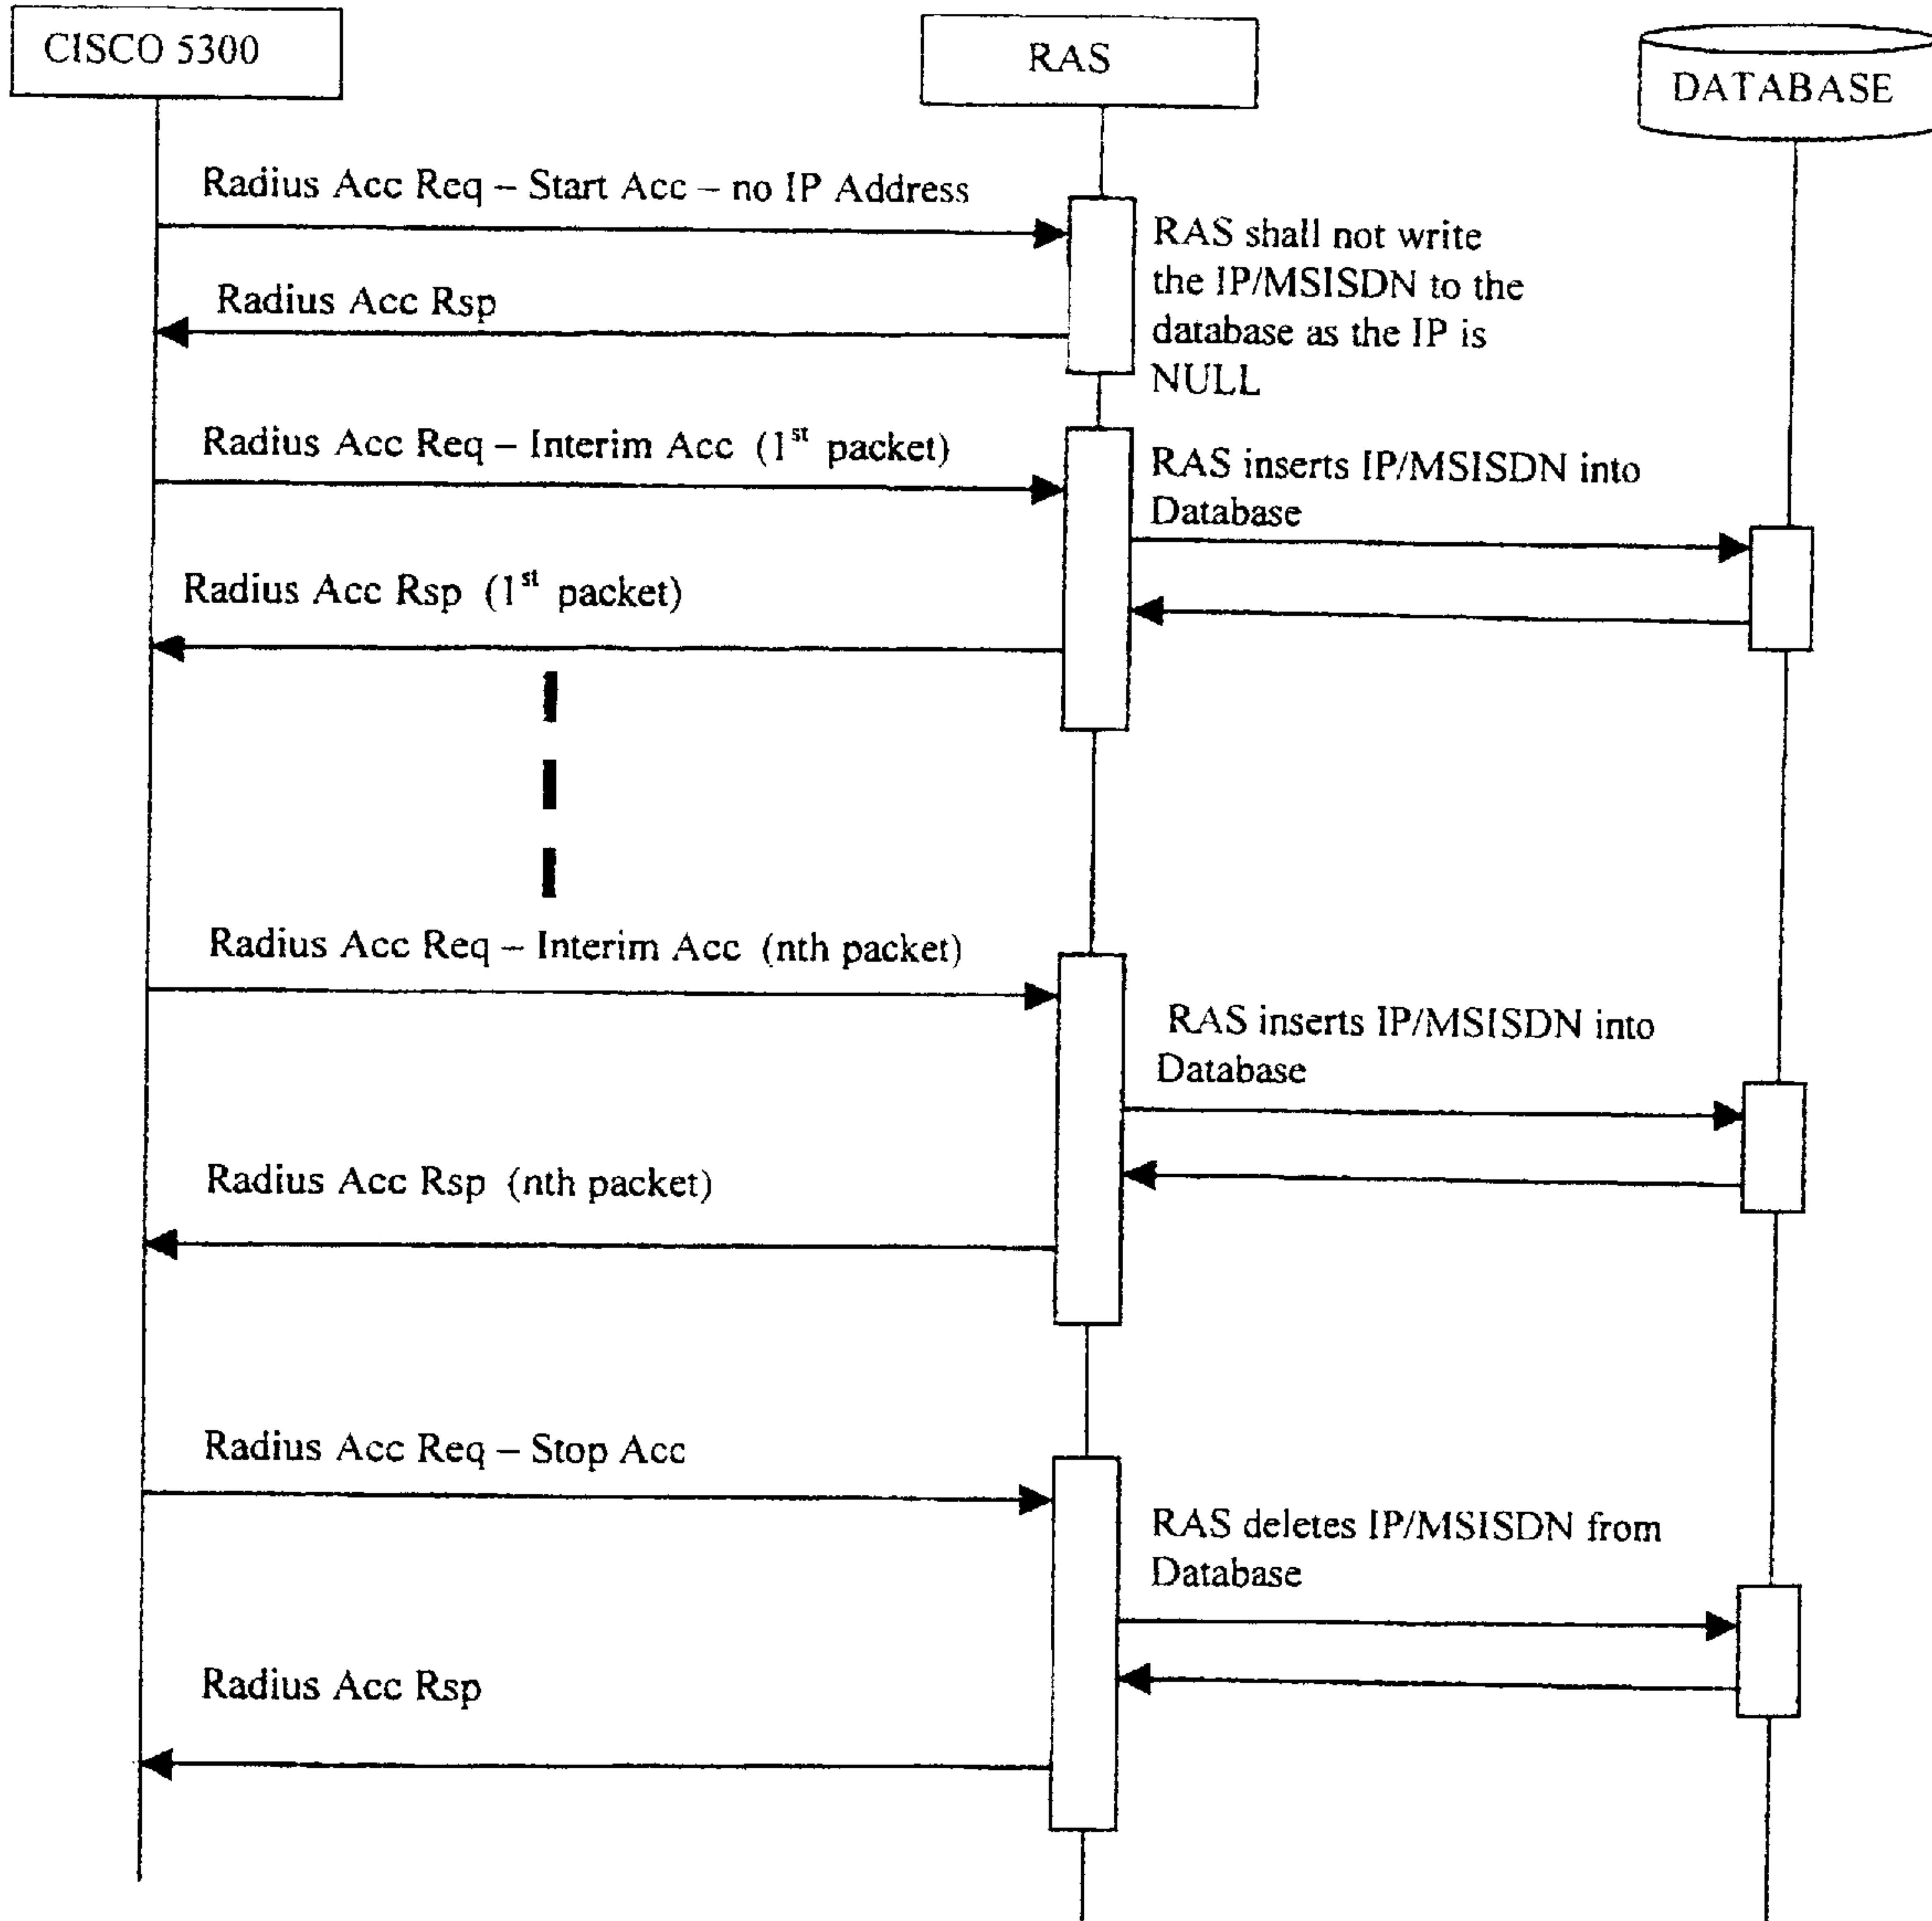 CISCO 5300
RAS
DATABASE
Radius Acc Req – Start Acc – no IP Address
RAS shall not write
the IP/MSISDN to the
database as the IP is
NULL
Radius Acc Rsp
Radius Acc Req – Interim Acc (1st packet)
RAS inserts IP/MSISDN into
Database
Radius Acc Rsp (1st packet)
Radius Acc Req – Interim Acc (nth packet)
RAS inserts IP/MSISDN into
Database
Radius Acc Rsp (nth packet)
Radius Acc Req – Stop Acc
RAS deletes IP/MSISDN from
Database
Radius Acc Rsp